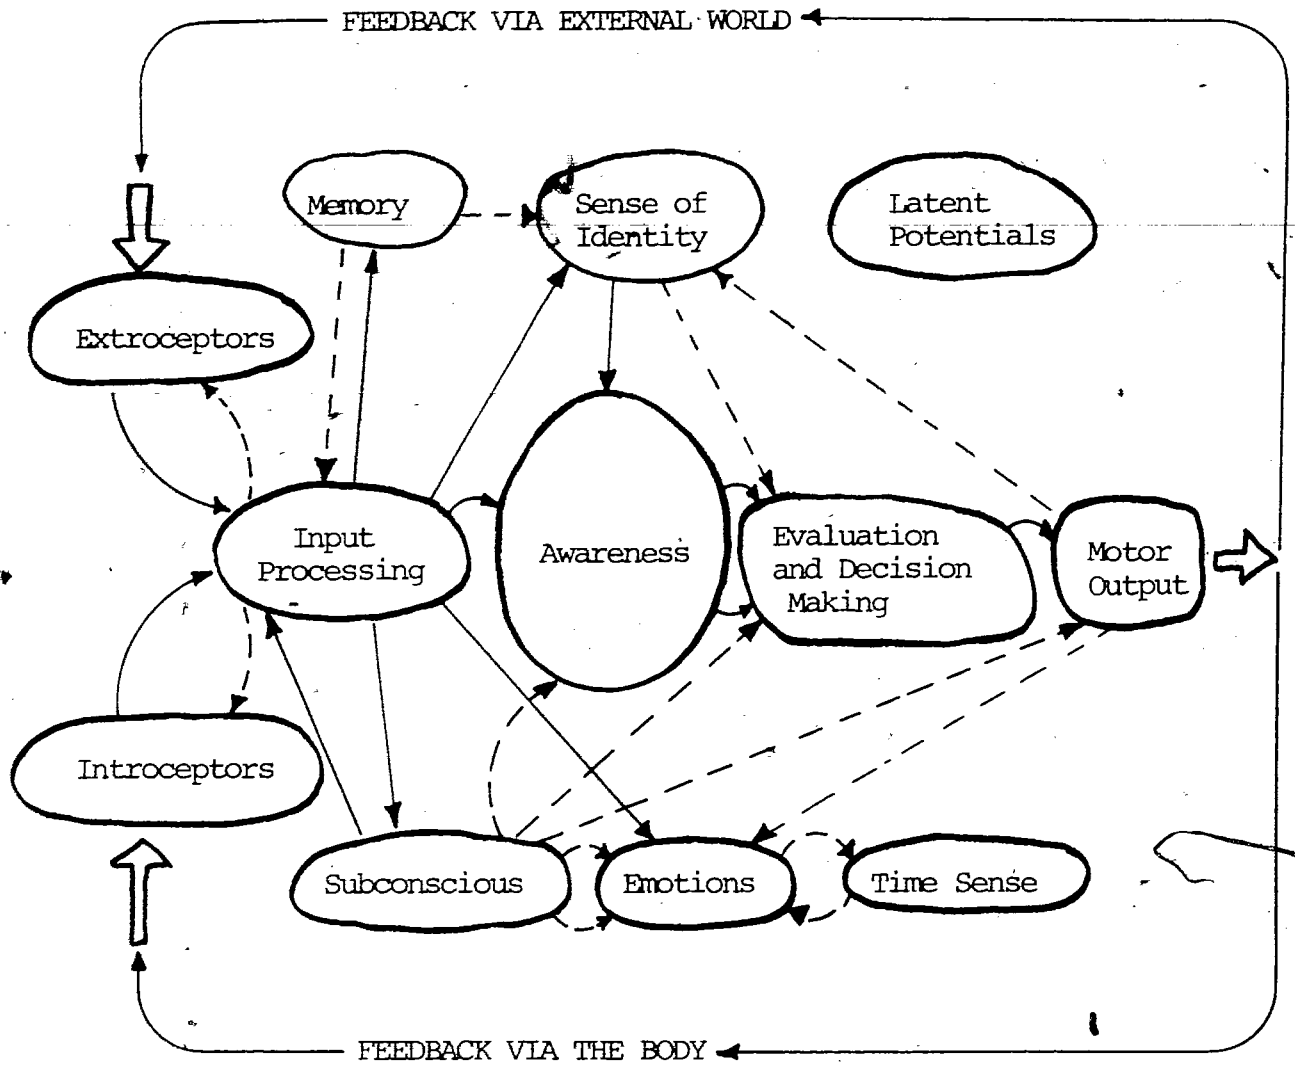 FEEDBACK VIA EXTERNAL WORLD
Memory
Sense of
Identity
Latent
Potentials
Extroceptors
Input
Processing
Awareness
Evaluation
and Decision
Making
Motor
Output
Introceptors
Subconscious
Emotions
Time Sense
FEEDBACK VIA THE BODY